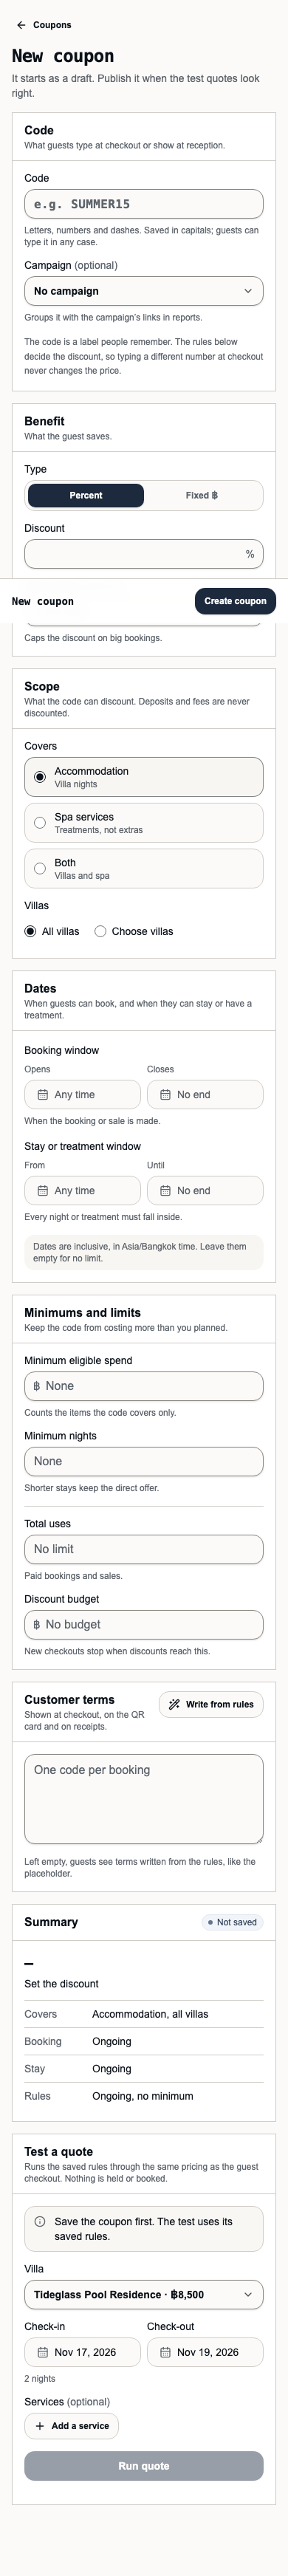 Coupons
New coupon
It starts as a draft. Publish it when the test quotes look
right.
Code
What guests type at checkout or show at reception.
Code
e.g. SUMMER15
Letters, numbers and dashes. Saved in capitals; guests can
type it in any case.
Campaign (optional)
No campaign
Groups it with the campaign's links in reports.
The code is a label people remember. The rules below
decide the discount, so typing a different number at checkout
never changes the price.
Benefit
What the guest saves.
Type
Percent
Fixed ฿
Discount
%
New coupon
Create coupon
Caps the discount on big bookings.
Scope
What the code can discount. Deposits and fees are never
discounted.
Covers
Accommodation
Villa nights
Spa services
Treatments, not extras
Both
Villas and spa
Villas
All villas
Choose villas
Dates
When guests can book, and when they can stay or have a
treatment.
Booking window
Opens
Closes
Any time
No end
When the booking or sale is made.
Stay or treatment window
From
Until
Any time
No end
Every night or treatment must fall inside.
Dates are inclusive, in Asia/Bangkok time. Leave them
empty for no limit.
Minimums and limits
Keep the code from costing more than you planned.
Minimum eligible spend
฿ None
Counts the items the code covers only.
Minimum nights
None
Shorter stays keep the direct offer.
Total uses
No limit
Paid bookings and sales.
Discount budget
฿ No budget
New checkouts stop when discounts reach this.
Customer terms
Shown at checkout, on the QR
card and on receipts.
Write from rules
One code per booking
Left empty, guests see terms written from the rules, like the
placeholder.
Summary
Not saved
–
Set the discount
Covers Accommodation, all villas
Booking Ongoing
Stay Ongoing
Rules Ongoing, no minimum
Test a quote
Runs the saved rules through the same pricing as the guest
checkout. Nothing is held or booked.
Save the coupon first. The test uses its
saved rules.
Villa
Tideglass Pool Residence · ฿8,500
Check-in
Check-out
Nov 17, 2026
Nov 19, 2026
2 nights
Services (optional)
Add a service
Run quote